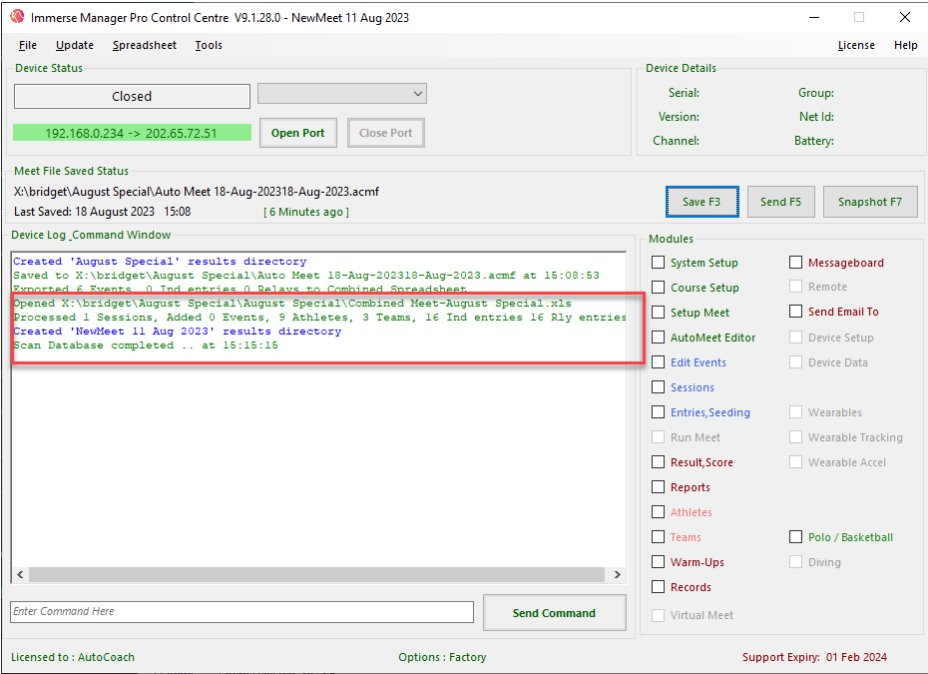 Immerse Manager Pro Control Centre V9.1.28.0 - NewMeet 11 Aug 2023
File Update Spreadsheet Tools License Help
Device Status
Closed
192.168.0.234 -> 202.65.72.51
Open Port
Close Port
Device Details
Serial: Group:
Version: Net Id:
Channel: Battery:
Meet File Saved Status
X:\bridget\August Special\Auto Meet 18-Aug-202318-Aug-2023.acmf
Last Saved: 18 August 2023 15:08 [ 6 Minutes ago ]
Save F3
Send F5
Snapshot F7
Device Log _Command Window
Created 'August Special' results directory
Saved to X:\bridget\August Special\Auto Meet 18-Aug-202318-Aug-2023.acmf at 15:08:53
Exported 6 Events, 0 Ind entries 0 Relays to Combined Spreadsheet
Opened X:\bridget\August Special\August Special\Combined Meet-August Special.xls
Processed 1 Sessions, Added 0 Events, 9 Athletes, 3 Teams, 16 Ind entries 16 Rly entries
Created 'NewMeet 11 Aug 2023' results directory
Scan Database completed .. at 15:15:15
Enter Command Here
Send Command
Modules
System Setup Messageboard
Course Setup Remote
Setup Meet Send Email To
AutoMeet Editor Device Setup
Edit Events Device Data
Sessions
Entries,Seeding Wearables
Run Meet Wearable Tracking
Result,Score Wearable Accel
Reports
Athletes
Teams Polo / Basketball
Warm-Ups Diving
Records
Virtual Meet
Licensed to : AutoCoach Options : Factory Support Expiry: 01 Feb 2024